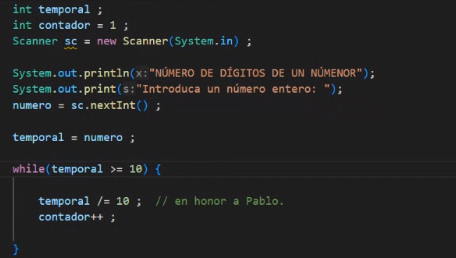 int temporal ;
int contador = 1 ;
Scanner sc = new Scanner(System.in) ;
System.out.println(x:"NÚMERO DE DÍGITOS DE UN NÚMENOR");
System.out.print(s:"Introduca un número entero: ");
numero = sc.nextInt() ;
temporal = numero ;
while(temporal >= 10) {
temporal /= 10 ;  // en honor a Pablo.
contador++ ;
}